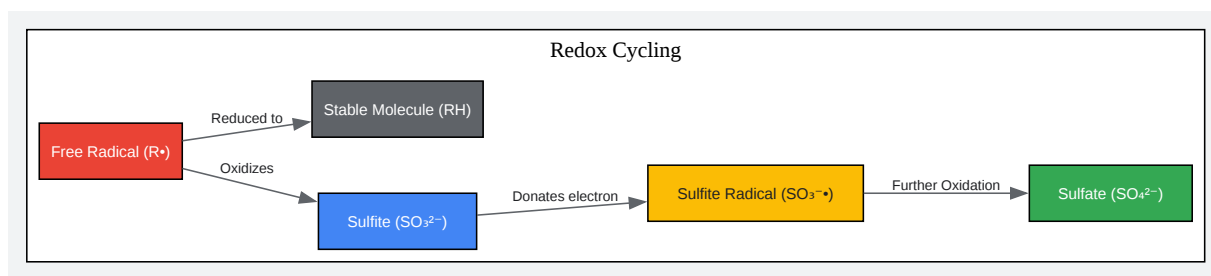 Redox Cycling
Stable Molecule (RH)
Reduced to
Free Radical (R•)
Oxidizes
Sulfite (SO₃²⁻)
Donates electron
Sulfite Radical (SO₃⁻•)
Further Oxidation
Sulfate (SO₄²⁻)